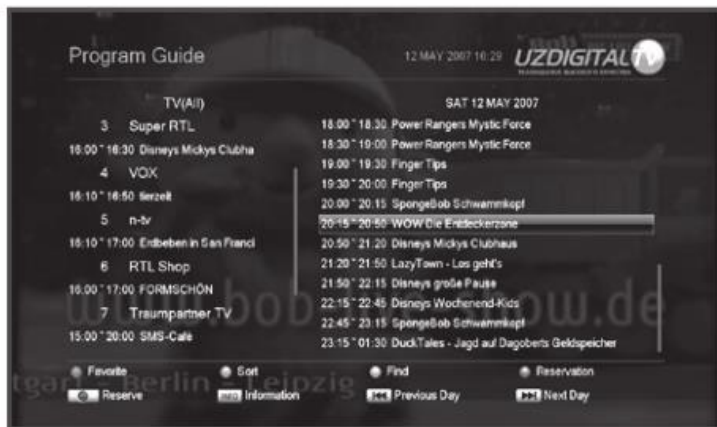 Program Guide
12 MAY 2007 16:29
UZDIGITALTV
TV(All)
3 Super RTL
16:00 ~ 16:30 Disneys Mickys Clubha
4 VOX
16:10 ~ 16:50 tierzeit
5 n-tv
16:10 ~ 17:00 Erdbeben in San Franci
6 RTL Shop
16:00 ~ 17:00 FORMSCHÖN
7 Traumpartner TV
15:00 ~ 20:00 SMS-Café
SAT 12 MAY 2007
18:00 ~ 18:30 Power Rangers Mystic Force
18:30 ~ 19:00 Power Rangers Mystic Force
19:00 ~ 19:30 Finger Tips
19:30 ~ 20:00 Finger Tips
20:00 ~ 20:15 SpongeBob Schwammkopf
20:15 ~ 20:50 WOW Die Entdeckerzone
20:50 ~ 21:20 Disneys Mickys Clubhaus
21:20 ~ 21:50 LazyTown - Los geht's
21:50 ~ 22:15 Disneys große Pause
22:15 ~ 22:45 Disneys Wochenend-Kids
22:45 ~ 23:15 SpongeBob Schwammkopf
23:15 ~ 01:30 DuckTales - Jagd auf Dagoberts Geldspeicher
Favorite Sort Find Reservation
Reserve INFO Information Previous Day Next Day
Berlin - Leipzig